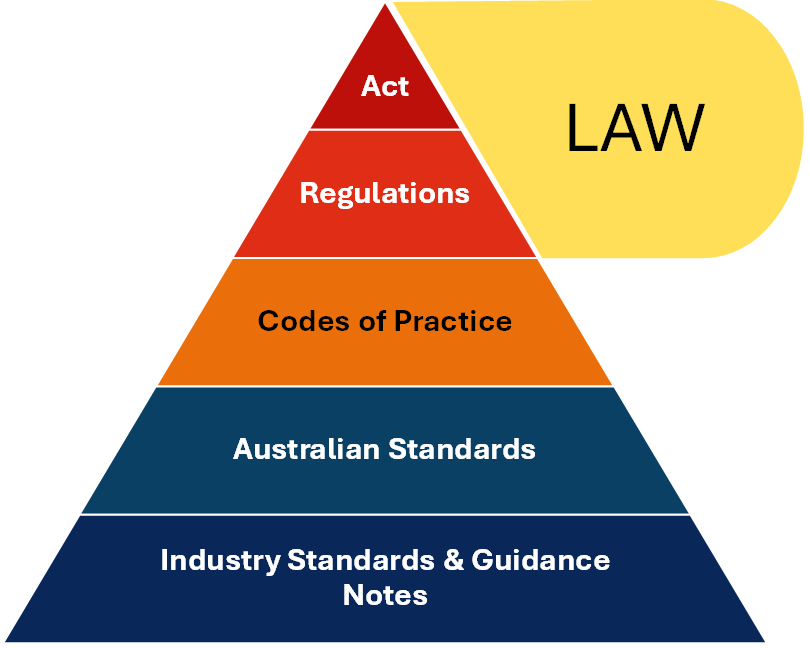 Act
LAW
Regulations
Codes of Practice
Australian Standards
Industry Standards & Guidance
Notes